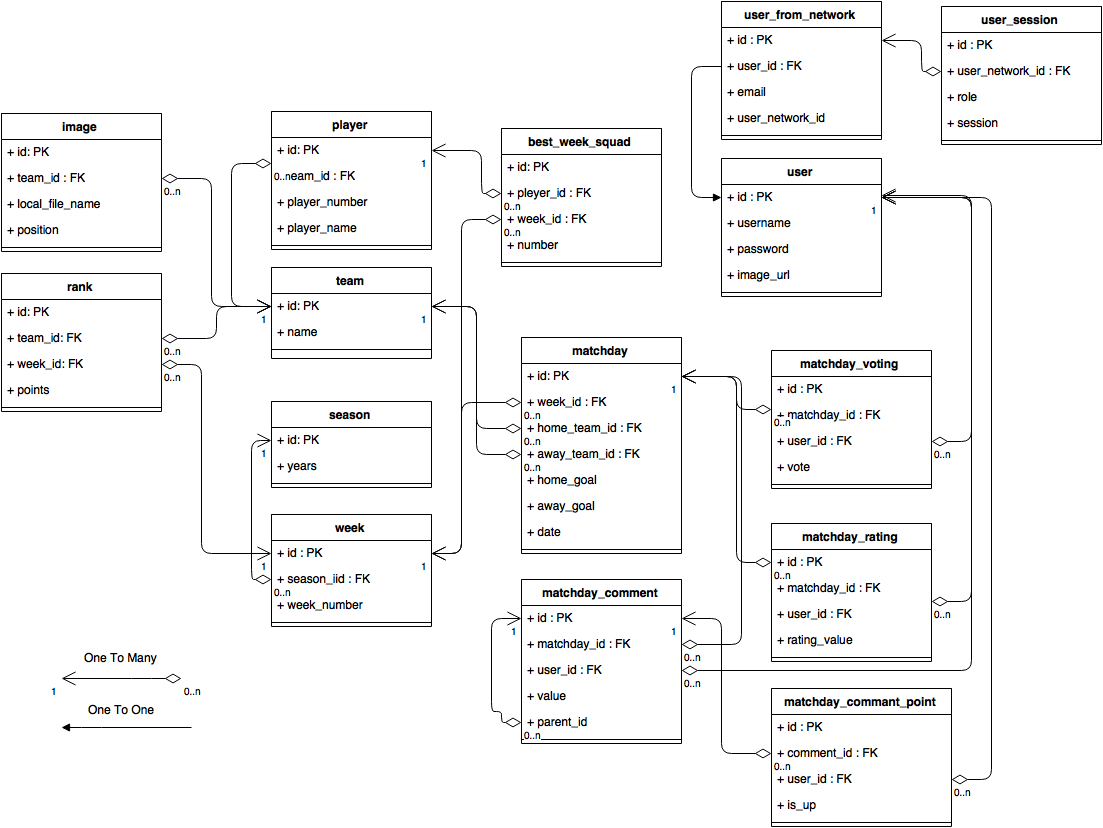 user_from_network
+ id : PK
+ user_id : FK
+ email
+ user_network_id
user_session
+ id : PK
+ user_network_id : FK
+ role
+ session
image
+ id: PK
+ team_id : FK
0..n
+ local_file_name
+ position
player
+ id: PK
1
0..neam_id : FK
+ player_number
+ player_name
best_week_squad
+ id: PK
+ pleyer_id : FK
0..n
+ week_id : FK
0..n
+ number
user
+ id : PK
1
+ username
+ password
+ image_url
rank
+ id: PK
+ team_id: FK
0..n
+ week_id: FK
0..n
+ points
team
+ id: PK
1
1
+ name
matchday
+ id: PK
1
+ week_id : FK
0..n
+ home_team_id : FK
0..n
+ away_team_id : FK
0..n
+ home_goal
+ away_goal
+ date
matchday_voting
+ id : PK
+ matchday_id : FK
0..n
+ user_id : FK
0..n
+ vote
season
+ id: PK
1
+ years
week
+ id : PK
1
1
+ season_iid : FK
0..n
+ week_number
matchday_rating
+ id : PK
0..n
+ matchday_id : FK
+ user_id : FK
0..n
+ rating_value
matchday_comment
+ id : PK
1
1
+ matchday_id : FK
0..n
+ user_id : FK
0..n
+ value
+ parent_id
0..n
matchday_commant_point
+ id : PK
+ comment_id : FK
0..n
+ user_id : FK
0..n
+ is_up
One To Many
1
0..n
One To One